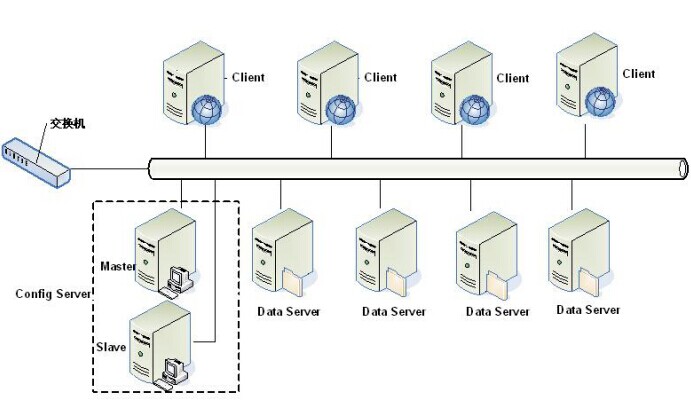 Client
Client
Client
Client
交换机
Master
Config Server
Slave
Data Server
Data Server
Data Server
Data Server